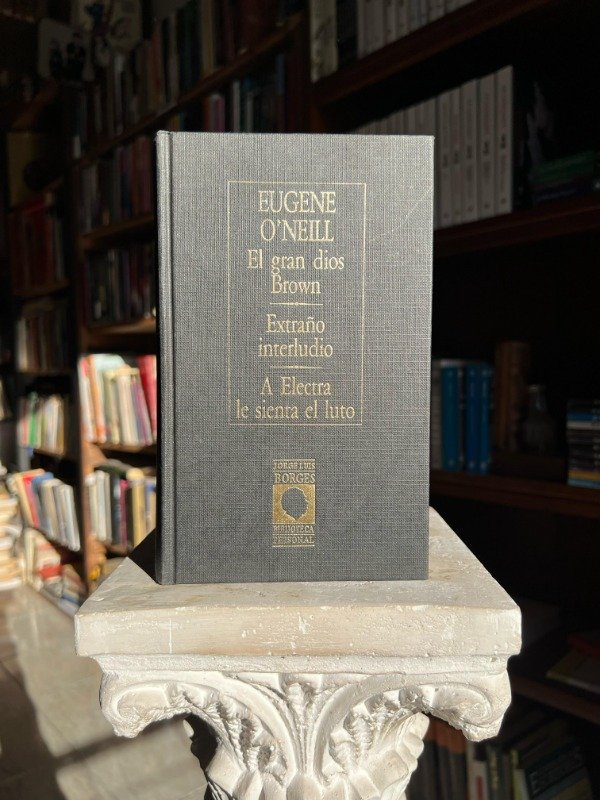 EUGENE
O'NEILL
El gran dios
Brown
Extraño
interludio
A Electra
le sienta el luto
JORGE LUIS
BORGES
BIBLIOTECA
PERSONAL